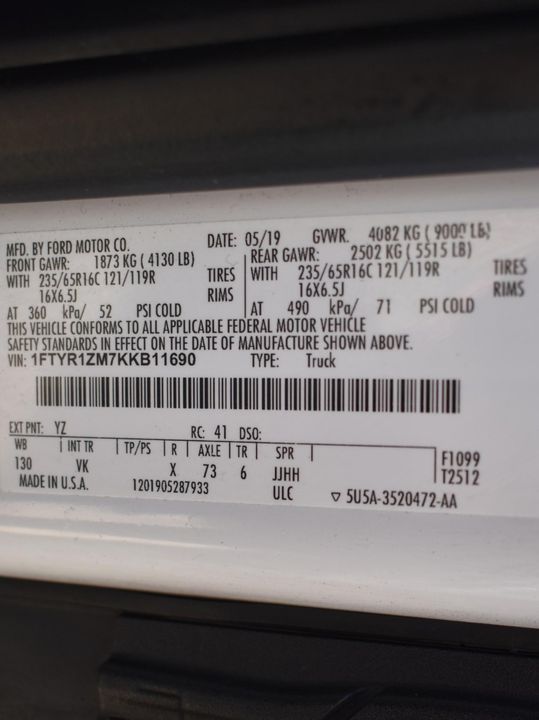 MFD. BY FORD MOTOR CO. DATE: 05/19 GVWR. 4082 KG ( 9000 LB)
FRONT GAWR: 1873 KG ( 4130 LB) REAR GAWR: 2502 KG ( 5515 LB)
WITH 235/65R16C 121/119R TIRES WITH 235/65R16C 121/119R TIRES
16X6.5J RIMS 16X6.5J RIMS
AT 360 kPa/ 52 PSI COLD AT 490 kPa/ 71 PSI COLD
THIS VEHICLE CONFORMS TO ALL APPLICABLE FEDERAL MOTOR VEHICLE
SAFETY STANDARDS IN EFFECT ON THE DATE OF MANUFACTURE SHOWN ABOVE.
VIN: 1FTYR1ZM7KKB11690 TYPE: Truck
EXT PNT: YZ RC: 41 DSO:
WB INT TR TP/PS R AXLE TR SPR F1099
130 VK X 73 6 JJHH T2512
MADE IN U.S.A. 1201905287933 ULC ▽ 5U5A-3520472-AA